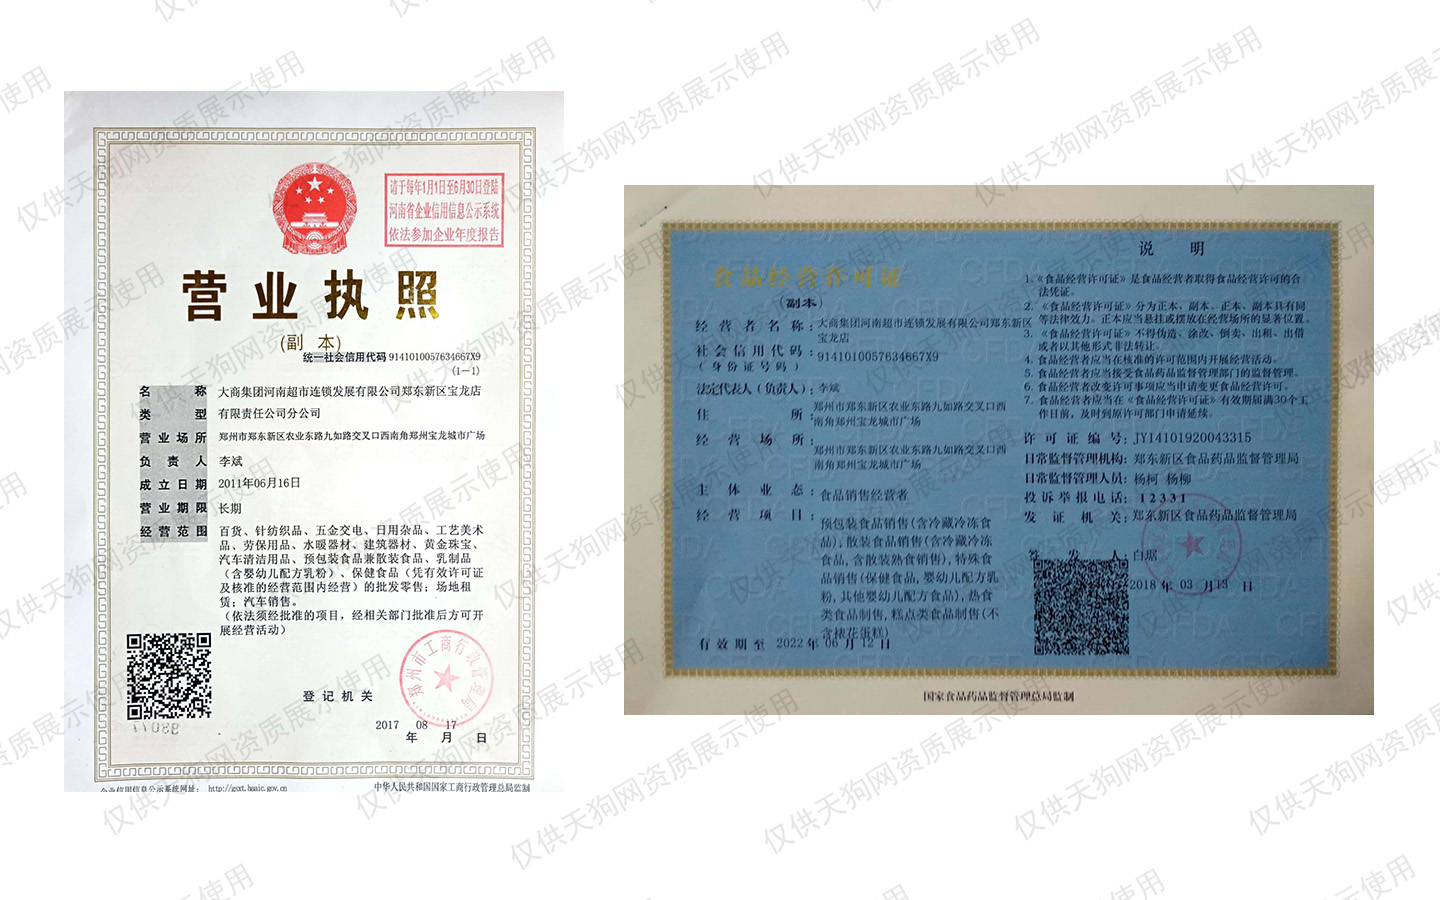 请于每年1月1日至6月30日登陆
河南省企业信用信息公示系统
依法参加企业年度报告
营业执照
(副 本)
统一社会信用代码 9141010057634667X9
(1-1)
名 称 大商集团河南超市连锁发展有限公司郑东新区宝龙店
类 型 有限责任公司分公司
营业场所 郑州市郑东新区农业东路九如路交叉口西南角郑州宝龙城市广场
负 责 人 李斌
成立日期 2011年06月16日
营业期限 长期
经营范围 百货、针纺织品、五金交电、日用杂品、工艺美术
品、劳保用品、水暖器材、建筑器材、黄金珠宝、
汽车清洁用品、预包装食品兼散装食品、乳制品
（含婴幼儿配方乳粉）、保健食品（凭有效许可证
及核准的经营范围内经营）的批发零售；场地租
赁；汽车销售。
（依法须经批准的项目，经相关部门批准后方可开
展经营活动）
登记机关
郑州市工商行政管理局
2017 08 17
年 月 日
企业信用信息公示系统网址： http://gsxt.haaic.gov.cn
中华人民共和国国家工商行政管理总局监制
食品经营许可证
(副本)
经营者名称：大商集团河南超市连锁发展有限公司郑东新区
宝龙店
社会信用代码：9141010057634667X9
(身份证号码)
法定代表人（负责人）：李斌
住 所：郑州市郑东新区农业东路九如路交叉口西
南角郑州宝龙城市广场
经 营 场 所：郑州市郑东新区农业东路九如路交叉口西
南角郑州宝龙城市广场
主 体 业 态：食品销售经营者
经 营 项 目：预包装食品销售(含冷藏冷冻食
品), 散装食品销售(含冷藏冷冻
食品, 含散装熟食销售), 特殊食
品销售(保健食品, 婴幼儿配方乳
粉, 其他婴幼儿配方食品), 热食
类食品制售, 糕点类食品制售(不
含裱花蛋糕)
有效期至 2022年06月12日
说 明
1. 《食品经营许可证》是食品经营者取得食品经营许可的合
法凭证。
2. 《食品经营许可证》分为正本、副本。正本、副本具有同
等法律效力。正本应当悬挂或摆放在经营场所的显著位置。
3. 《食品经营许可证》不得伪造、涂改、倒卖、出租、出借
或者以其他形式非法转让。
4. 食品经营者应当在核准的许可范围内开展经营活动。
5. 食品经营者应当接受食品药品监督管理部门的监督管理。
6. 食品经营者改变许可事项应当申请变更食品经营许可。
7. 食品经营者应当在《食品经营许可证》有效期届满30个工
作日前，及时到原许可部门申请延续。
许可证编号：JY14101920043315
日常监督管理机构：郑东新区食品药品监督管理局
日常监督管理人员：杨柯 杨柳
投诉举报电话：12331
发 证 机 关：郑东新区食品药品监督管理局
签 发 人：白琚
2018 年 03 月 13 日
国家食品药品监督管理总局监制
仅供天狗网资质展示使用